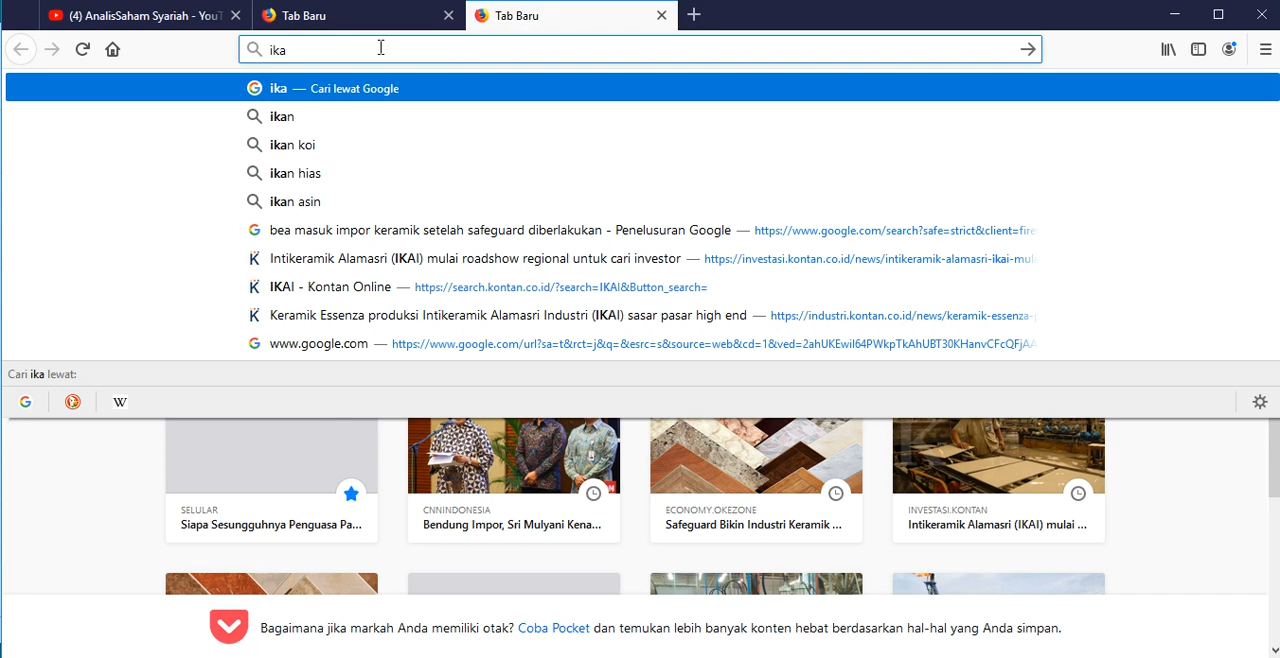 (4) AnalisSaham Syariah - YouT
Tab Baru
Tab Baru
ika
ika — Cari lewat Google
ikan
ikan koi
ikan hias
ikan asin
bea masuk impor keramik setelah safeguard diberlakukan - Penelusuran Google — https://www.google.com/search?safe=strict&client=fire
Intikeramik Alamasri (IKAI) mulai roadshow regional untuk cari investor — https://investasi.kontan.co.id/news/intikeramik-alamasri-ikai-mul
IKAI - Kontan Online — https://search.kontan.co.id/?search=IKAI&Button_search=
Keramik Essenza produksi Intikeramik Alamasri Industri (IKAI) sasar pasar high end — https://industri.kontan.co.id/news/keramik-essenza-
www.google.com — https://www.google.com/url?sa=t&rct=j&q=&esrc=s&source=web&cd=1&ved=2ahUKEwil64PWkpTkAhUBT30KHanvCFcQFjAA
Cari ika lewat:
W
SELULAR
Siapa Sesungguhnya Penguasa Pa...
CNNINDONESIA
Bendung Impor, Sri Mulyani Kena...
ECONOMY.OKEZONE
Safeguard Bikin Industri Keramik ...
INVESTASI.KONTAN
Intikeramik Alamasri (IKAI) mulai ...
Bagaimana jika markah Anda memiliki otak? Coba Pocket dan temukan lebih banyak konten hebat berdasarkan hal-hal yang Anda simpan.